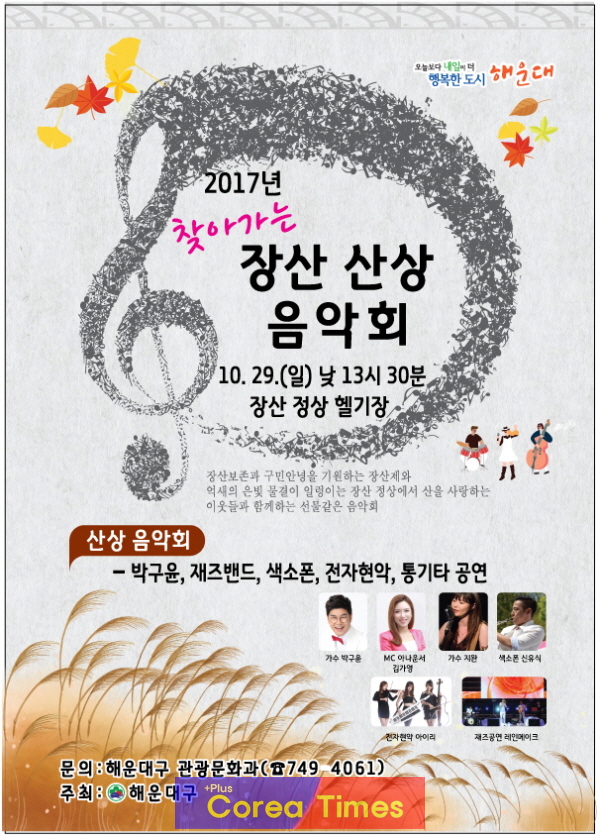 오늘보다 내일이 더
행복한 도시 해운대
2017년
찾아가는
장산 산상
음악회
10. 29.(일) 낮 13시 30분
장산 정상 헬기장
장산보존과 구민안녕을 기원하는 장산제와
억새의 은빛 물결이 일렁이는 장산 정상에서 산을 사랑하는
이웃들과 함께하는 선물같은 음악회
산상 음악회
– 박구윤, 재즈밴드, 색소폰, 전자현악, 통기타 공연
가수 박구윤
MC 아나운서
김가영
가수 지완
색소폰 신유식
전자현악 아이리
재즈공연 레인메이크
문의:해운대구 관광문화과(☎749 4061)
주최: 해운대구
+Plus
Corea Times